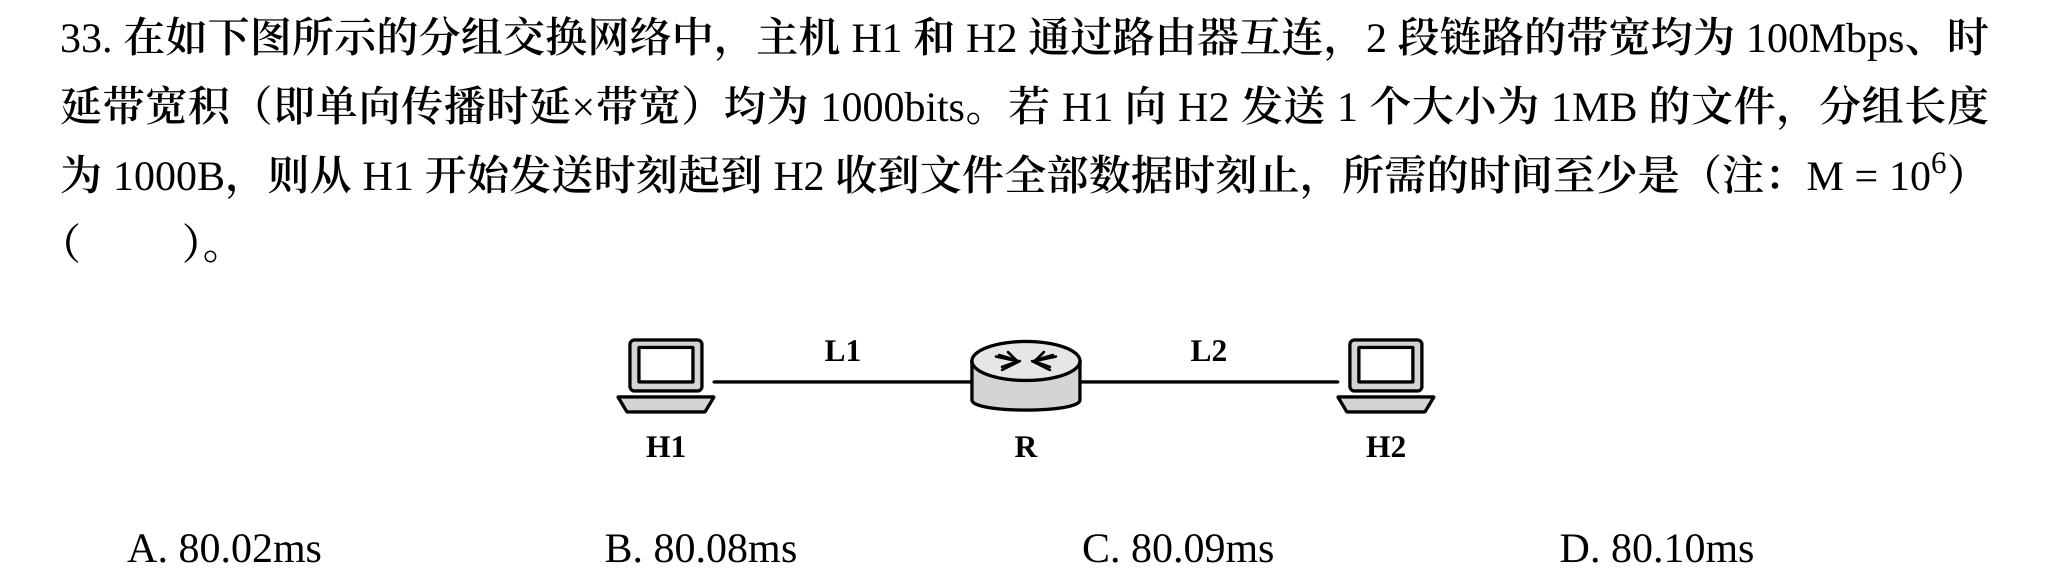 33. 在如下图所示的分组交换网络中，主机 H1 和 H2 通过路由器互连，2 段链路的带宽均为 100Mbps、时
延带宽积（即单向传播时延×带宽）均为 1000bits。若 H1 向 H2 发送 1 个大小为 1MB 的文件，分组长度
为 1000B，则从 H1 开始发送时刻起到 H2 收到文件全部数据时刻止，所需的时间至少是（注：M = 10⁶）
（ ）。
L1 L2
H1 R H2
A. 80.02ms B. 80.08ms C. 80.09ms D. 80.10ms